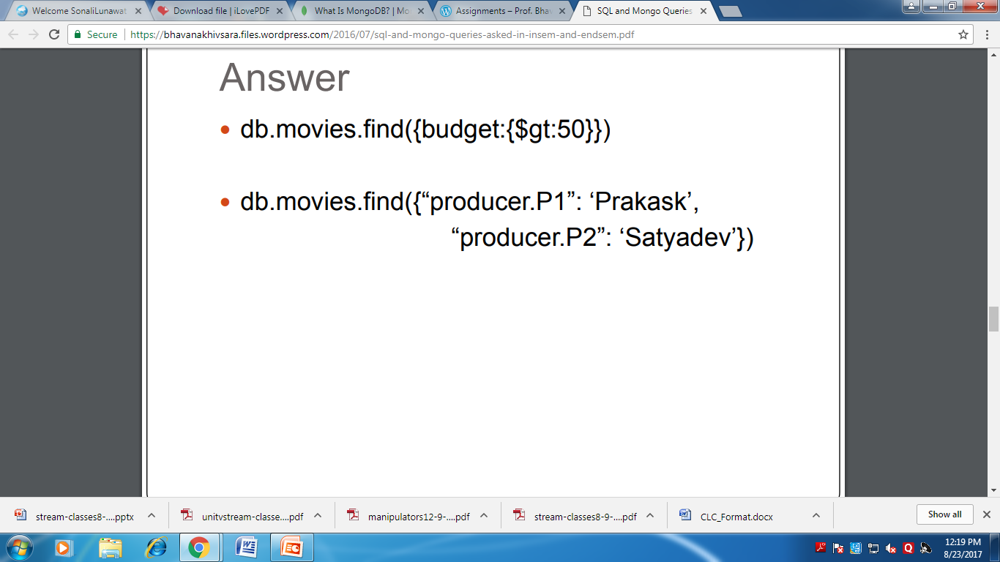 Welcome SonaliLunawat
Download file | iLovePDF
What Is MongoDB? | Mo
Assignments – Prof. Bhav
SQL and Mongo Queries
Secure https://bhavanakhivsara.files.wordpress.com/2016/07/sql-and-mongo-queries-asked-in-insem-and-endsem.pdf
Answer
• db.movies.find({budget:{$gt:50}})
• db.movies.find({“producer.P1”: ‘Prakask’,
“producer.P2”: ‘Satyadev’})
stream-classes8-....pptx
unitvstream-classe....pdf
manipulators12-9-....pdf
stream-classes8-9-....pdf
CLC_Format.docx
Show all
12:19 PM
8/23/2017